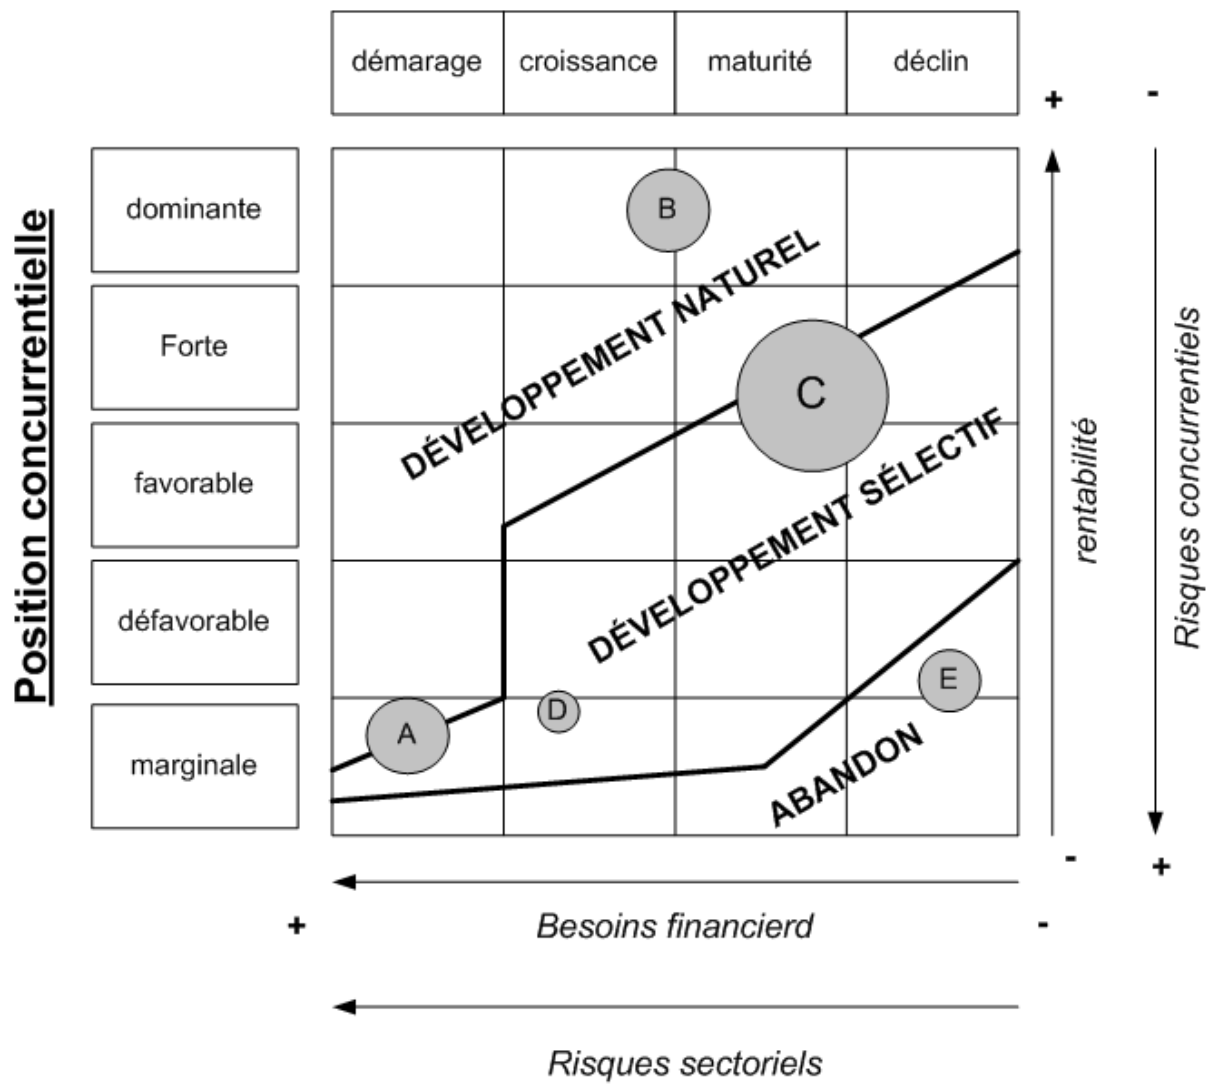 démarage croissance maturité déclin
+ -
Position concurrentielle
dominante
B
DÉVELOPPEMENT NATUREL
Forte
C
DÉVELOPPEMENT SÉLECTIF
rentabilité
Risques concurrentiels
favorable
défavorable
E
D
A
marginale
ABANDON
- +
+ Besoins financierd -
Risques sectoriels